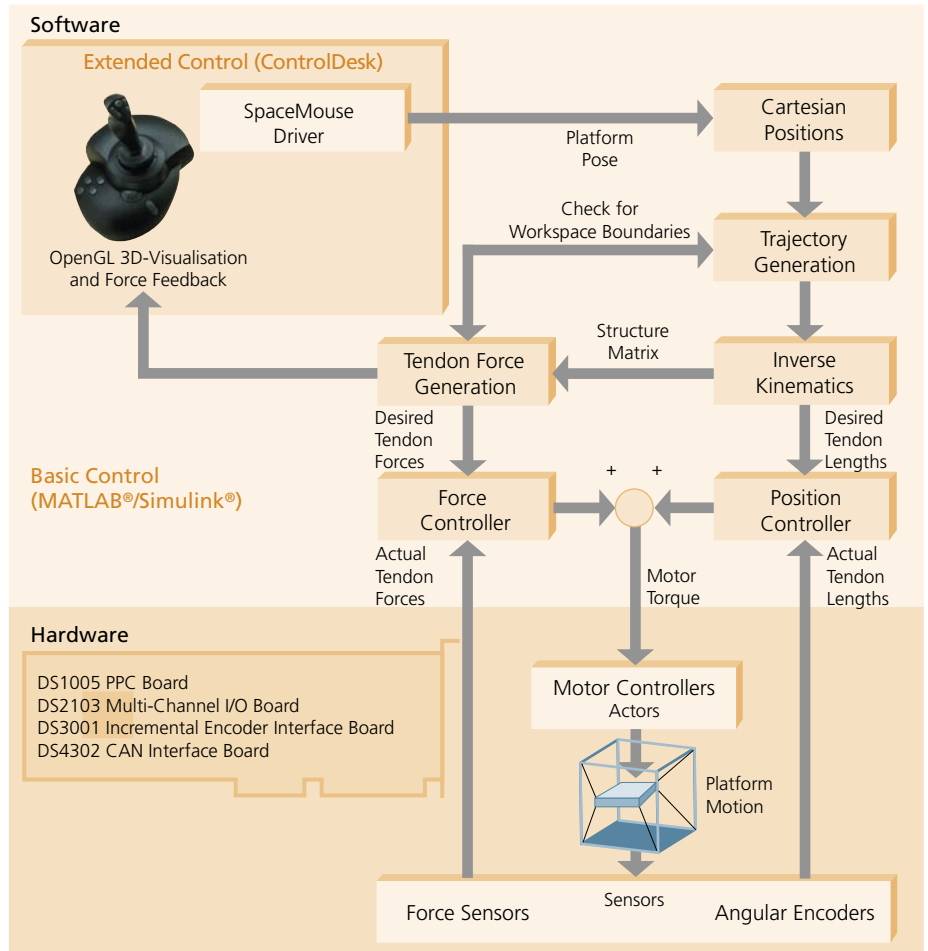 Software
Extended Control (ControlDesk)
SpaceMouse
Driver
Platform
Pose
Cartesian
Positions
OpenGL 3D-Visualisation
and Force Feedback
Check for
Workspace Boundaries
Trajectory
Generation
Tendon Force
Generation
Structure
Matrix
Inverse
Kinematics
Desired
Tendon
Forces
Desired
Tendon
Lengths
Basic Control
(MATLAB®/Simulink®)
Force
Controller
+ +
Position
Controller
Actual
Tendon
Forces
Motor
Torque
Actual
Tendon
Lengths
Hardware
DS1005 PPC Board
DS2103 Multi-Channel I/O Board
DS3001 Incremental Encoder Interface Board
DS4302 CAN Interface Board
Motor Controllers
Actors
Platform
Motion
Force Sensors
Sensors
Angular Encoders